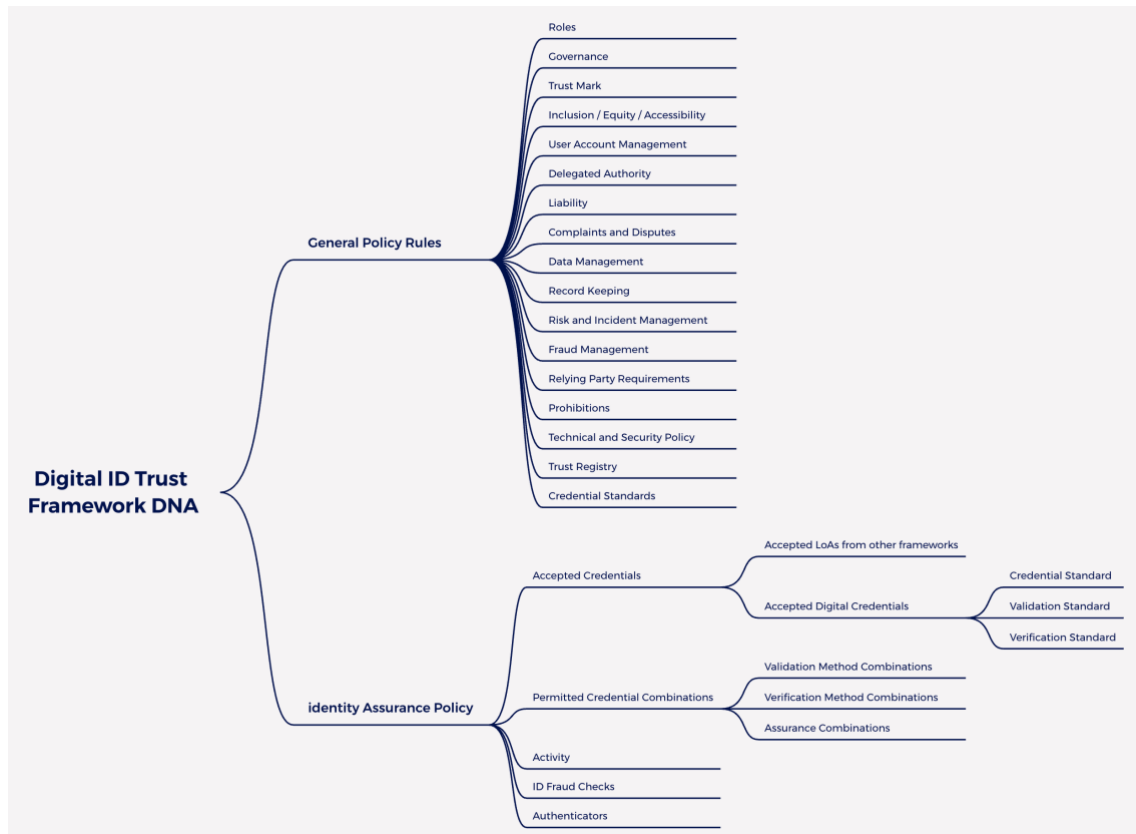 Digital ID Trust
Framework DNA
General Policy Rules
Roles
Governance
Trust Mark
Inclusion / Equity / Accessibility
User Account Management
Delegated Authority
Liability
Complaints and Disputes
Data Management
Record Keeping
Risk and Incident Management
Fraud Management
Relying Party Requirements
Prohibitions
Technical and Security Policy
Trust Registry
Credential Standards
identity Assurance Policy
Accepted Credentials
Accepted LoAs from other frameworks
Accepted Digital Credentials
Credential Standard
Validation Standard
Verification Standard
Permitted Credential Combinations
Validation Method Combinations
Verification Method Combinations
Assurance Combinations
Activity
ID Fraud Checks
Authenticators